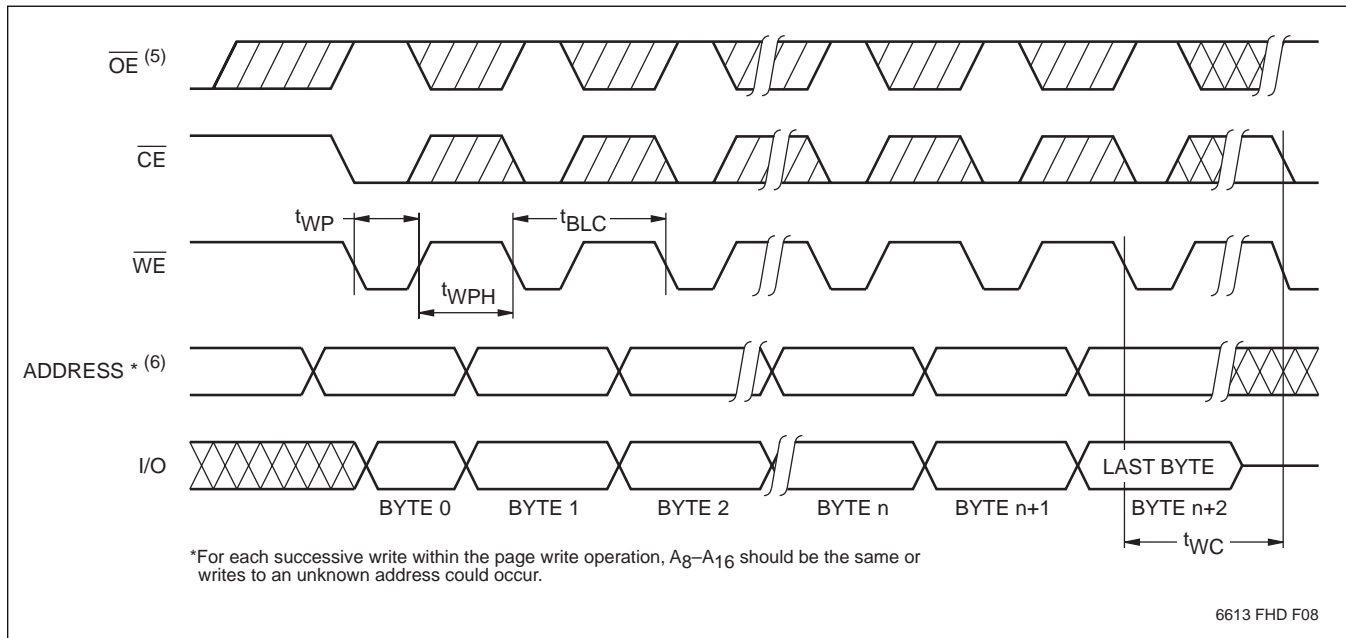 OE (5)
CE
tWP
tBLC
WE
tWPH
ADDRESS * (6)
I/O
LAST BYTE
BYTE 0 BYTE 1 BYTE 2 BYTE n BYTE n+1 BYTE n+2
tWC
*For each successive write within the page write operation, A8–A16 should be the same or
writes to an unknown address could occur.
6613 FHD F08